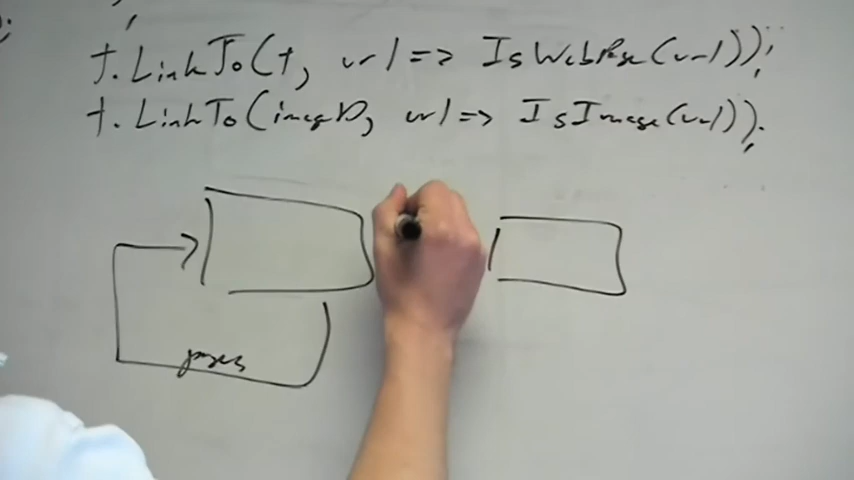 t.LinkTo(t, url => IsWebPage(url));
t.LinkTo(imageD, url => IsImage(url));
pages